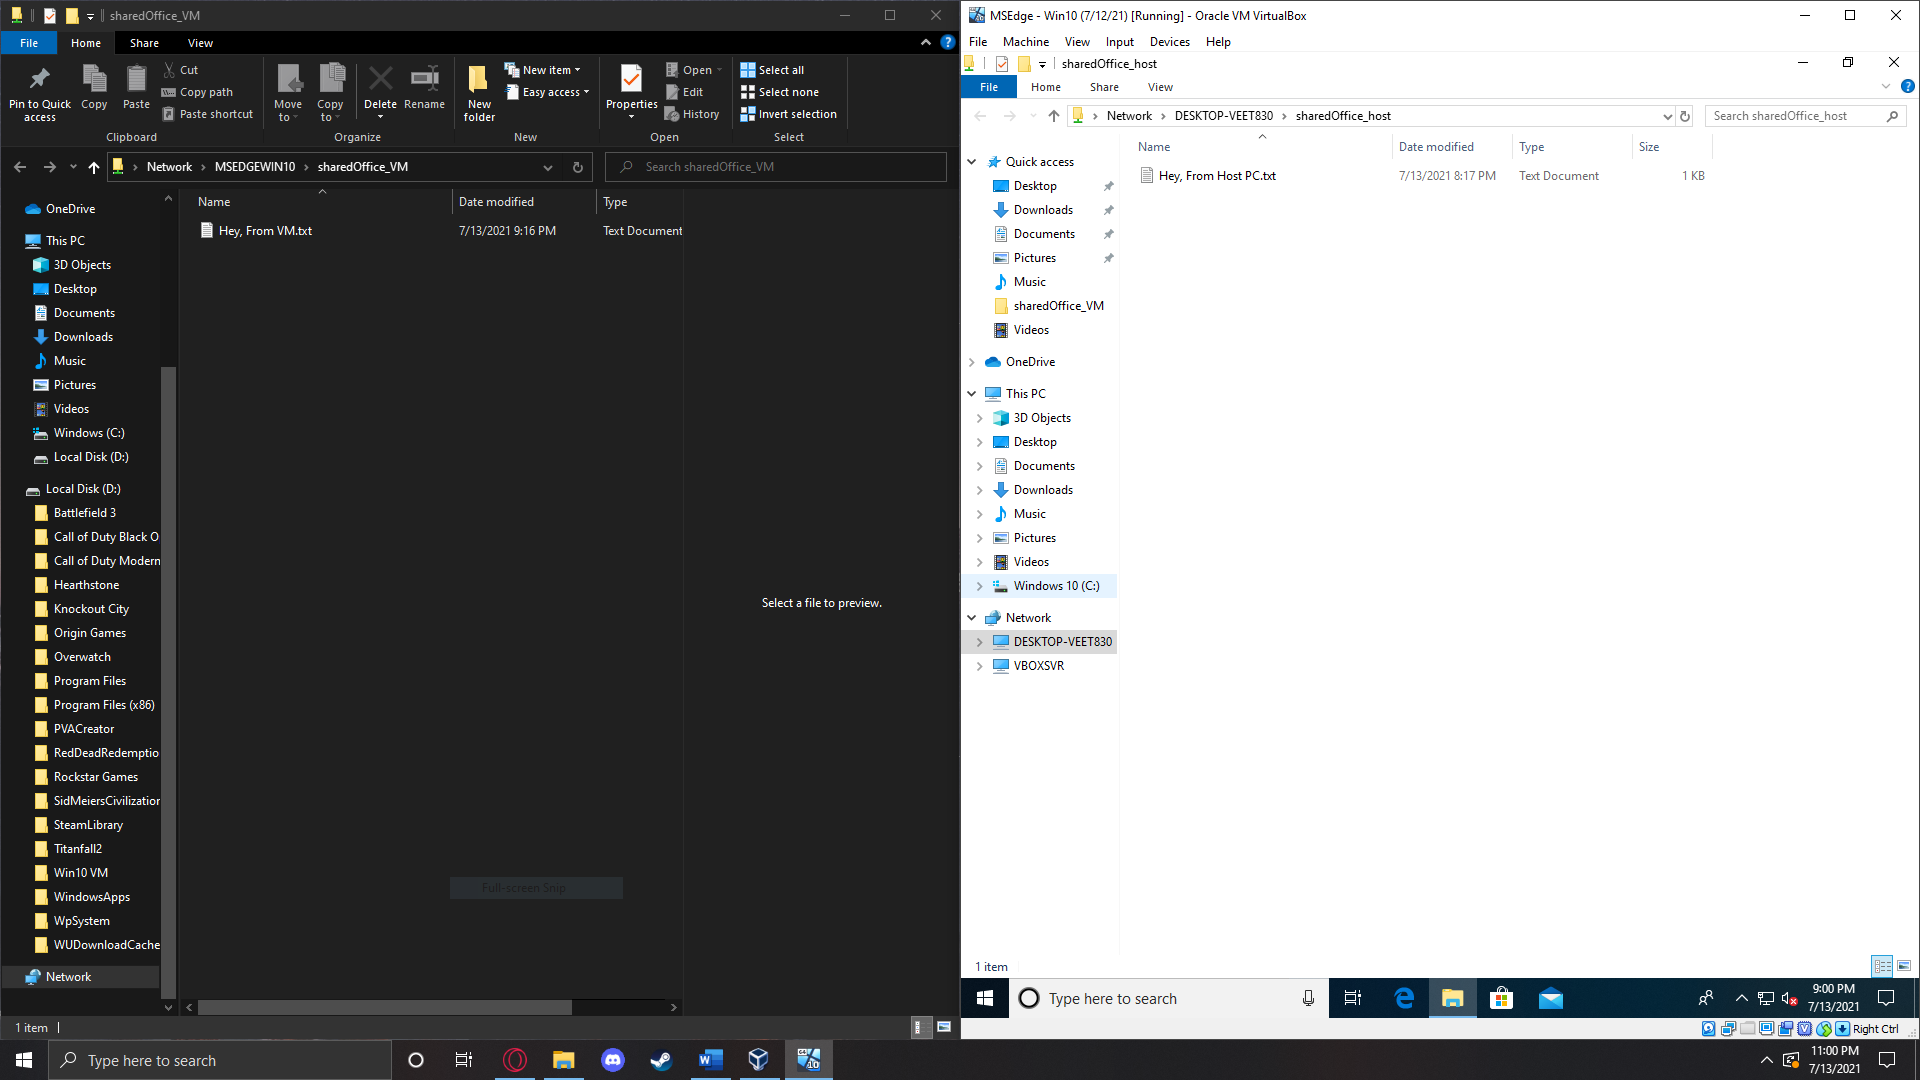 sharedOffice_VM
File
Home
Share
View
Pin to Quick access
Copy
Paste
Cut
Copy path
Paste shortcut
Clipboard
Move to
Copy to
Delete
Rename
Organize
New folder
New item
Easy access
New
Properties
Open
Edit
History
Open
Select all
Select none
Invert selection
Select
Network
MSEDGEWIN10
sharedOffice_VM
Search sharedOffice_VM
OneDrive
This PC
3D Objects
Desktop
Documents
Downloads
Music
Pictures
Videos
Windows (C:)
Local Disk (D:)
Local Disk (D:)
Battlefield 3
Call of Duty Black O
Call of Duty Modern
Hearthstone
Knockout City
Origin Games
Overwatch
Program Files
Program Files (x86)
PVACreator
RedDeadRedemptio
Rockstar Games
SidMeiersCivilization
SteamLibrary
Titanfall2
Win10 VM
WindowsApps
WpSystem
WUDownloadCache
Network
Name
Date modified
Type
Hey, From VM.txt
7/13/2021 9:16 PM
Text Document
Select a file to preview.
Full-screen Snip
1 item
MSEdge - Win10 (7/12/21) [Running] - Oracle VM VirtualBox
File
Machine
View
Input
Devices
Help
sharedOffice_host
File
Home
Share
View
Network
DESKTOP-VEET830
sharedOffice_host
Search sharedOffice_host
Quick access
Desktop
Downloads
Documents
Pictures
Music
sharedOffice_VM
Videos
OneDrive
This PC
3D Objects
Desktop
Documents
Downloads
Music
Pictures
Videos
Windows 10 (C:)
Network
DESKTOP-VEET830
VBOXSVR
Name
Date modified
Type
Size
Hey, From Host PC.txt
7/13/2021 8:17 PM
Text Document
1 KB
1 item
Type here to search
9:00 PM
7/13/2021
Right Ctrl
Type here to search
11:00 PM
7/13/2021